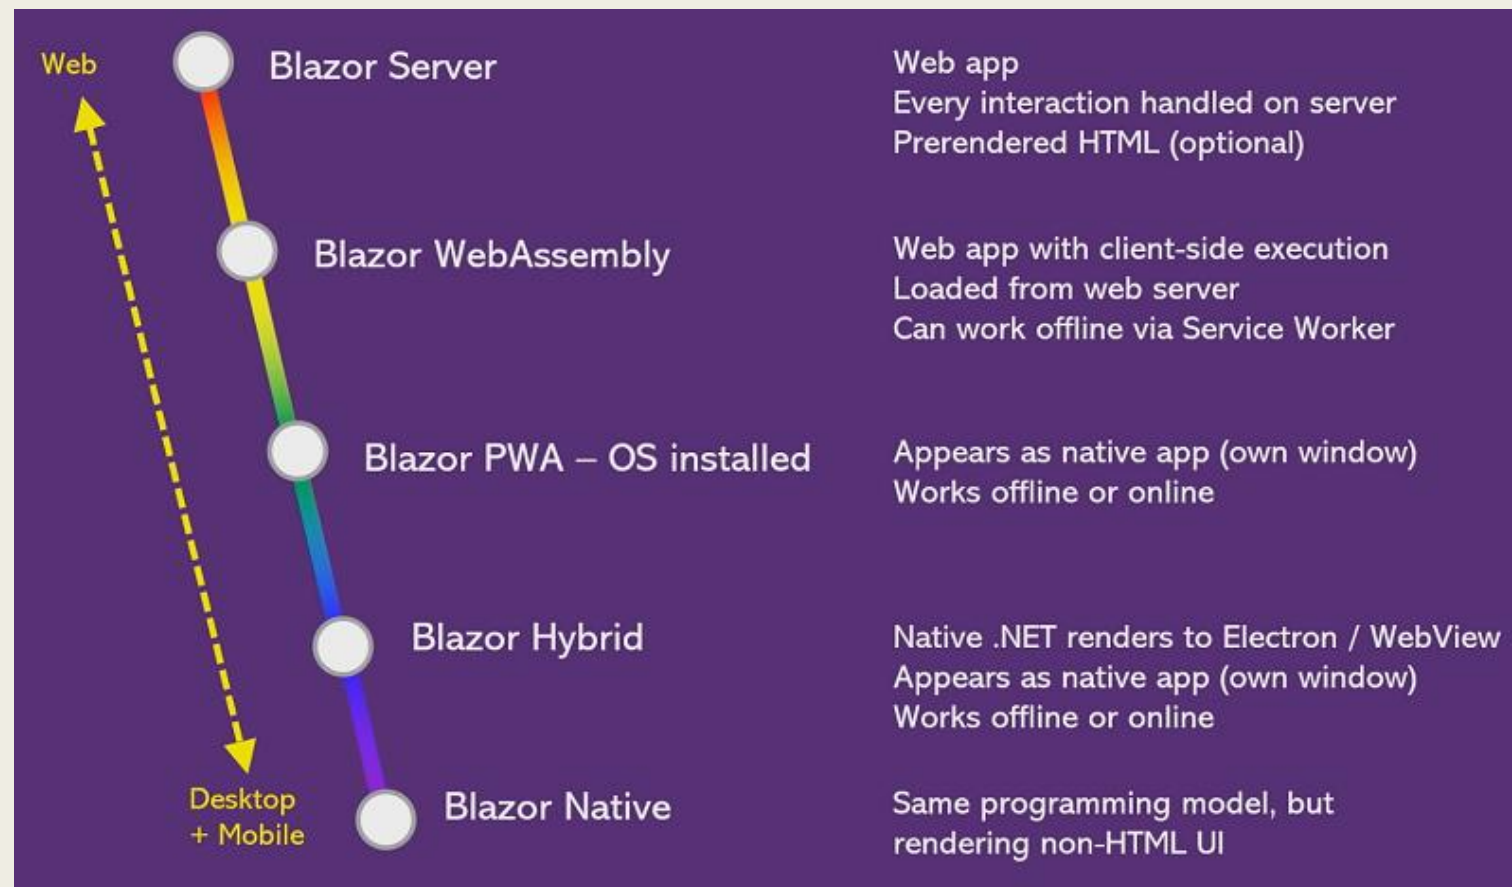 Web
Blazor Server
Web app
Every interaction handled on server
Prerendered HTML (optional)
Blazor WebAssembly
Web app with client-side execution
Loaded from web server
Can work offline via Service Worker
Blazor PWA – OS installed
Appears as native app (own window)
Works offline or online
Blazor Hybrid
Native .NET renders to Electron / WebView
Appears as native app (own window)
Works offline or online
Desktop
+ Mobile
Blazor Native
Same programming model, but
rendering non-HTML UI